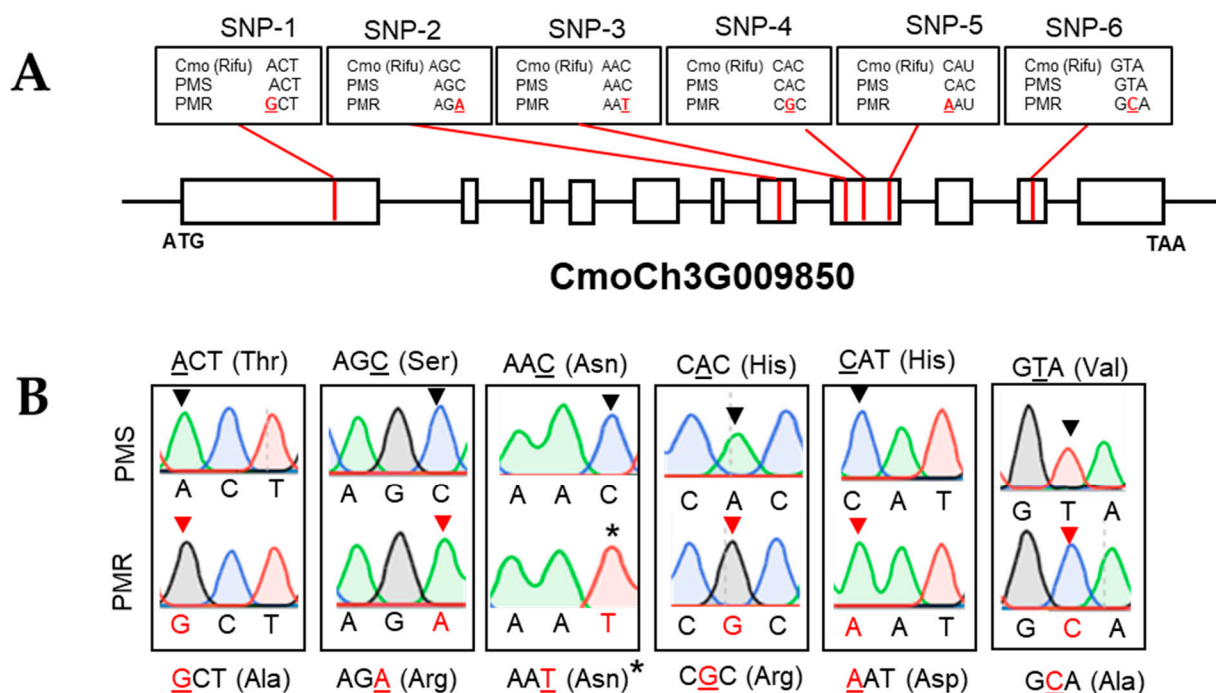 A
SNP-1 SNP-2 SNP-3 SNP-4 SNP-5 SNP-6
Cmo (Rifu) ACT Cmo (Rifu) AGC Cmo (Rifu) AAC Cmo (Rifu) CAC Cmo (Rifu) CAU Cmo (Rifu) GTA
PMS ACT PMS AGC PMS AAC PMS CAC PMS CAC PMS GTA
PMR GCT PMR AGA PMR AAT PMR CGC PMR AAU PMR GCA
ATG TAA
CmoCh3G009850
B
ACT (Thr) AGC (Ser) AAC (Asn) CAC (His) CAT (His) GTA (Val)
PMS
A C T A G C A A C C A C C A T G T A
*
PMR
G C T A G A A A T C G C A A T G C A
GCT (Ala) AGA (Arg) AAT (Asn)* CGC (Arg) AAT (Asp) GCA (Ala)